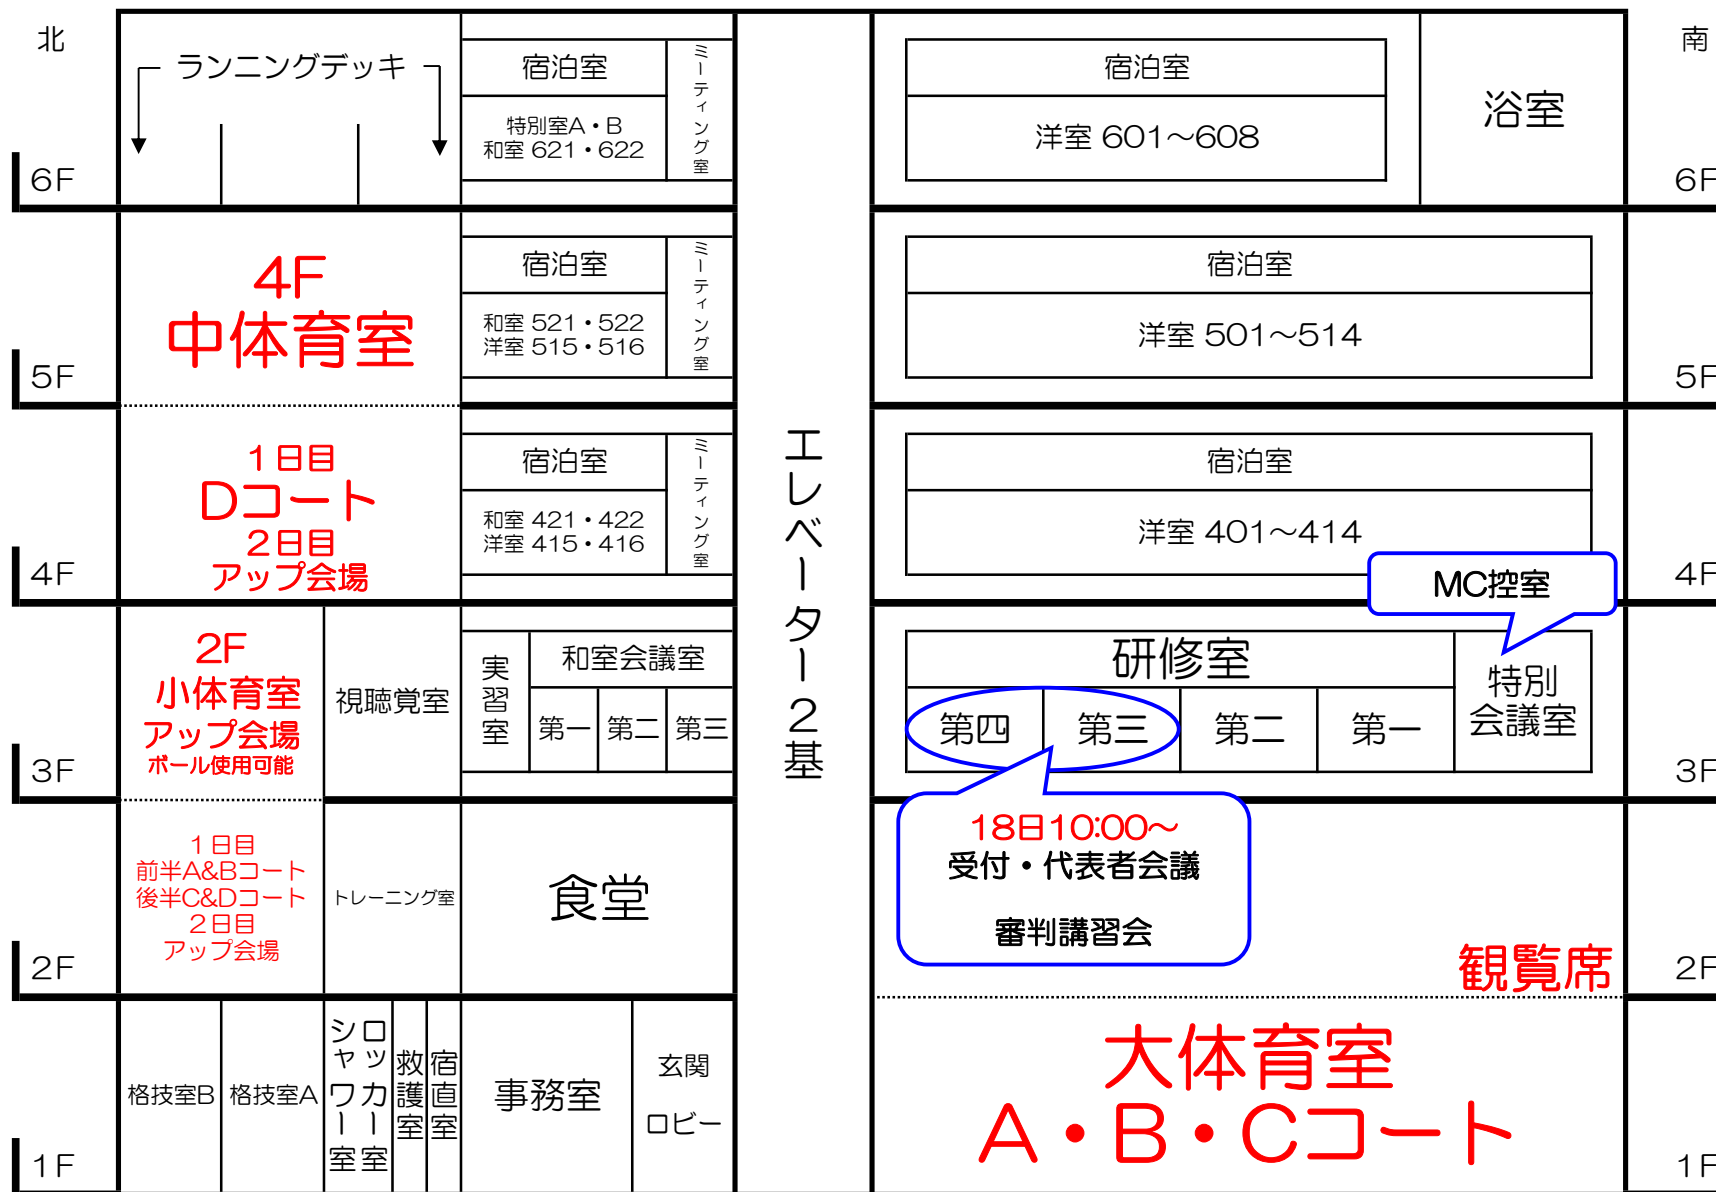 北
南
ランニングデッキ
宿泊室
特別室A・B
和室 621・622
ミーティング室
宿泊室
洋室 601～608
浴室
6F
6F
4F
中体育室
宿泊室
和室 521・522
洋室 515・516
ミーティング室
宿泊室
洋室 501～514
5F
5F
1日目
Dコート
2日目
アップ会場
宿泊室
和室 421・422
洋室 415・416
ミーティング室
宿泊室
洋室 401～414
4F
4F
エレベーター2基
MC控室
2F
小体育室
アップ会場
ボール使用可能
視聴覚室
実習室
和室会議室
第一
第二
第三
研修室
第四
第三
第二
第一
特別
会議室
3F
3F
1日目
前半A&Bコート
後半C&Dコート
2日目
アップ会場
トレーニング室
食堂
18日10:00～
受付・代表者会議
審判講習会
観覧席
2F
2F
格技室B
格技室A
ロッカー室
シャワー室
救護室
宿直室
事務室
玄関
ロビー
大体育室
A・B・Cコート
1F
1F